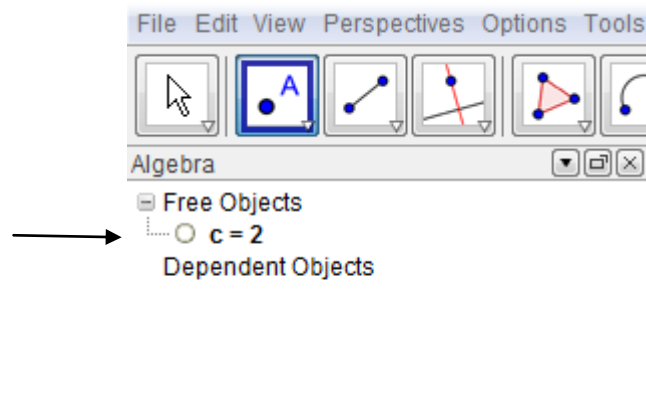 File Edit View Perspectives Options Tools
A
Algebra
Free Objects
c = 2
Dependent Objects